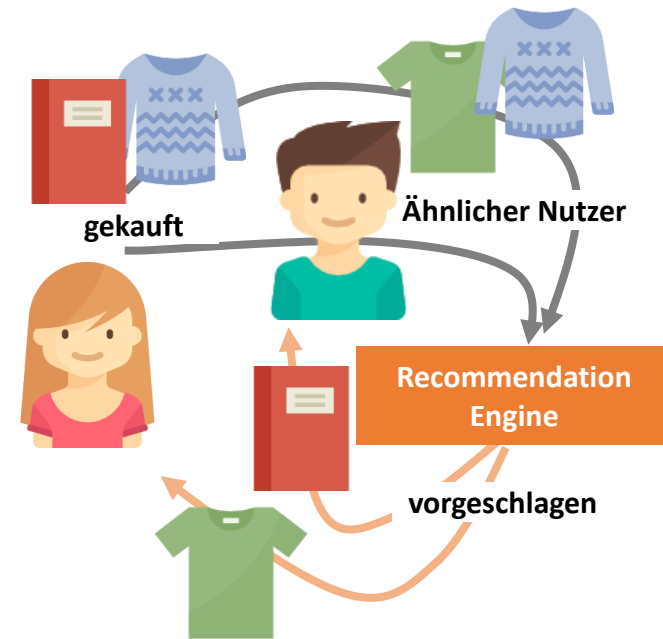 gekauft
Ähnlicher Nutzer
Recommendation
Engine
vorgeschlagen